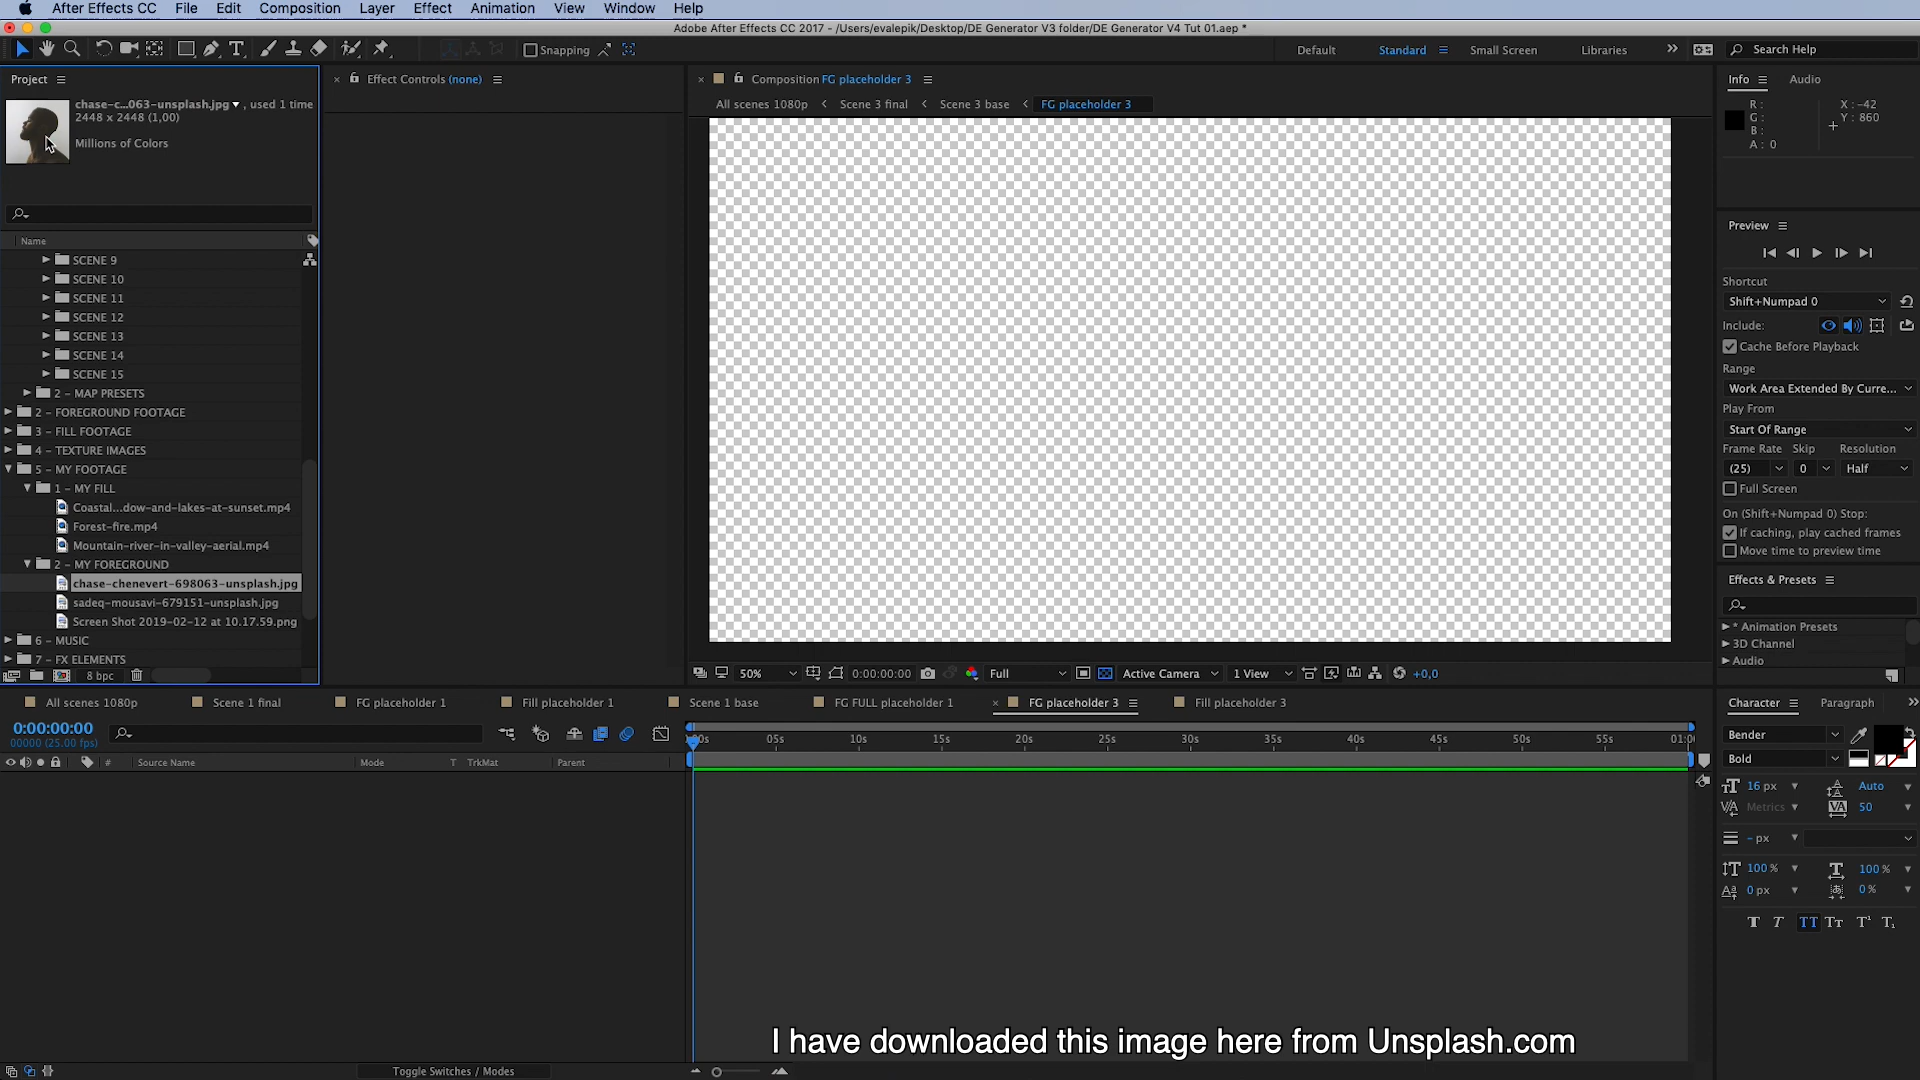 After Effects CC File Edit Composition Layer Effect Animation View Window Help
Adobe After Effects CC 2017 - /Users/evalepik/Desktop/DE Generator V3 folder/DE Generator V4 Tut 01.aep *
Snapping Default Standard Small Screen Libraries Search Help
Project
chase-c...063-unsplash.jpg , used 1 time
2448 x 2448 (1,00)
Millions of Colors
Name
SCENE 9
SCENE 10
SCENE 11
SCENE 12
SCENE 13
SCENE 14
SCENE 15
2 - MAP PRESETS
2 - FOREGROUND FOOTAGE
3 - FILL FOOTAGE
4 - TEXTURE IMAGES
5 - MY FOOTAGE
1 - MY FILL
Coastal...dow-and-lakes-at-sunset.mp4
Forest-fire.mp4
Mountain-river-in-valley-aerial.mp4
2 - MY FOREGROUND
chase-chenevert-698063-unsplash.jpg
sadeq-mousavi-679151-unsplash.jpg
Screen Shot 2019-02-12 at 10.17.59.png
6 - MUSIC
7 - FX ELEMENTS
8 bpc
Effect Controls (none)
Composition FG placeholder 3
All scenes 1080p Scene 3 final Scene 3 base FG placeholder 3
50% 0:00:00:00 Full Active Camera 1 View +0,0
Info Audio
R :
G :
B :
A : 0
X : -42
Y : 860
Preview
Shortcut
Shift+Numpad 0
Include:
Cache Before Playback
Range
Work Area Extended By Curre...
Play From
Start Of Range
Frame Rate Skip Resolution
(25) 0 Half
Full Screen
On (Shift+Numpad 0) Stop:
If caching, play cached frames
Move time to preview time
Effects & Presets
* Animation Presets
3D Channel
Audio
All scenes 1080p Scene 1 final FG placeholder 1 Fill placeholder 1 Scene 1 base FG FULL placeholder 1 FG placeholder 3 Fill placeholder 3
0:00:00:00
00000 (25.00 fps)
# Source Name Mode T TrkMat Parent
00s 05s 10s 15s 20s 25s 30s 35s 40s 45s 50s 55s 01:0
Character Paragraph
Bender
Bold
16 px Auto
Metrics 50
- px
100 % 100 %
0 px 0 %
T T TT Tт T¹ T₁
I have downloaded this image here from Unsplash.com
Toggle Switches / Modes